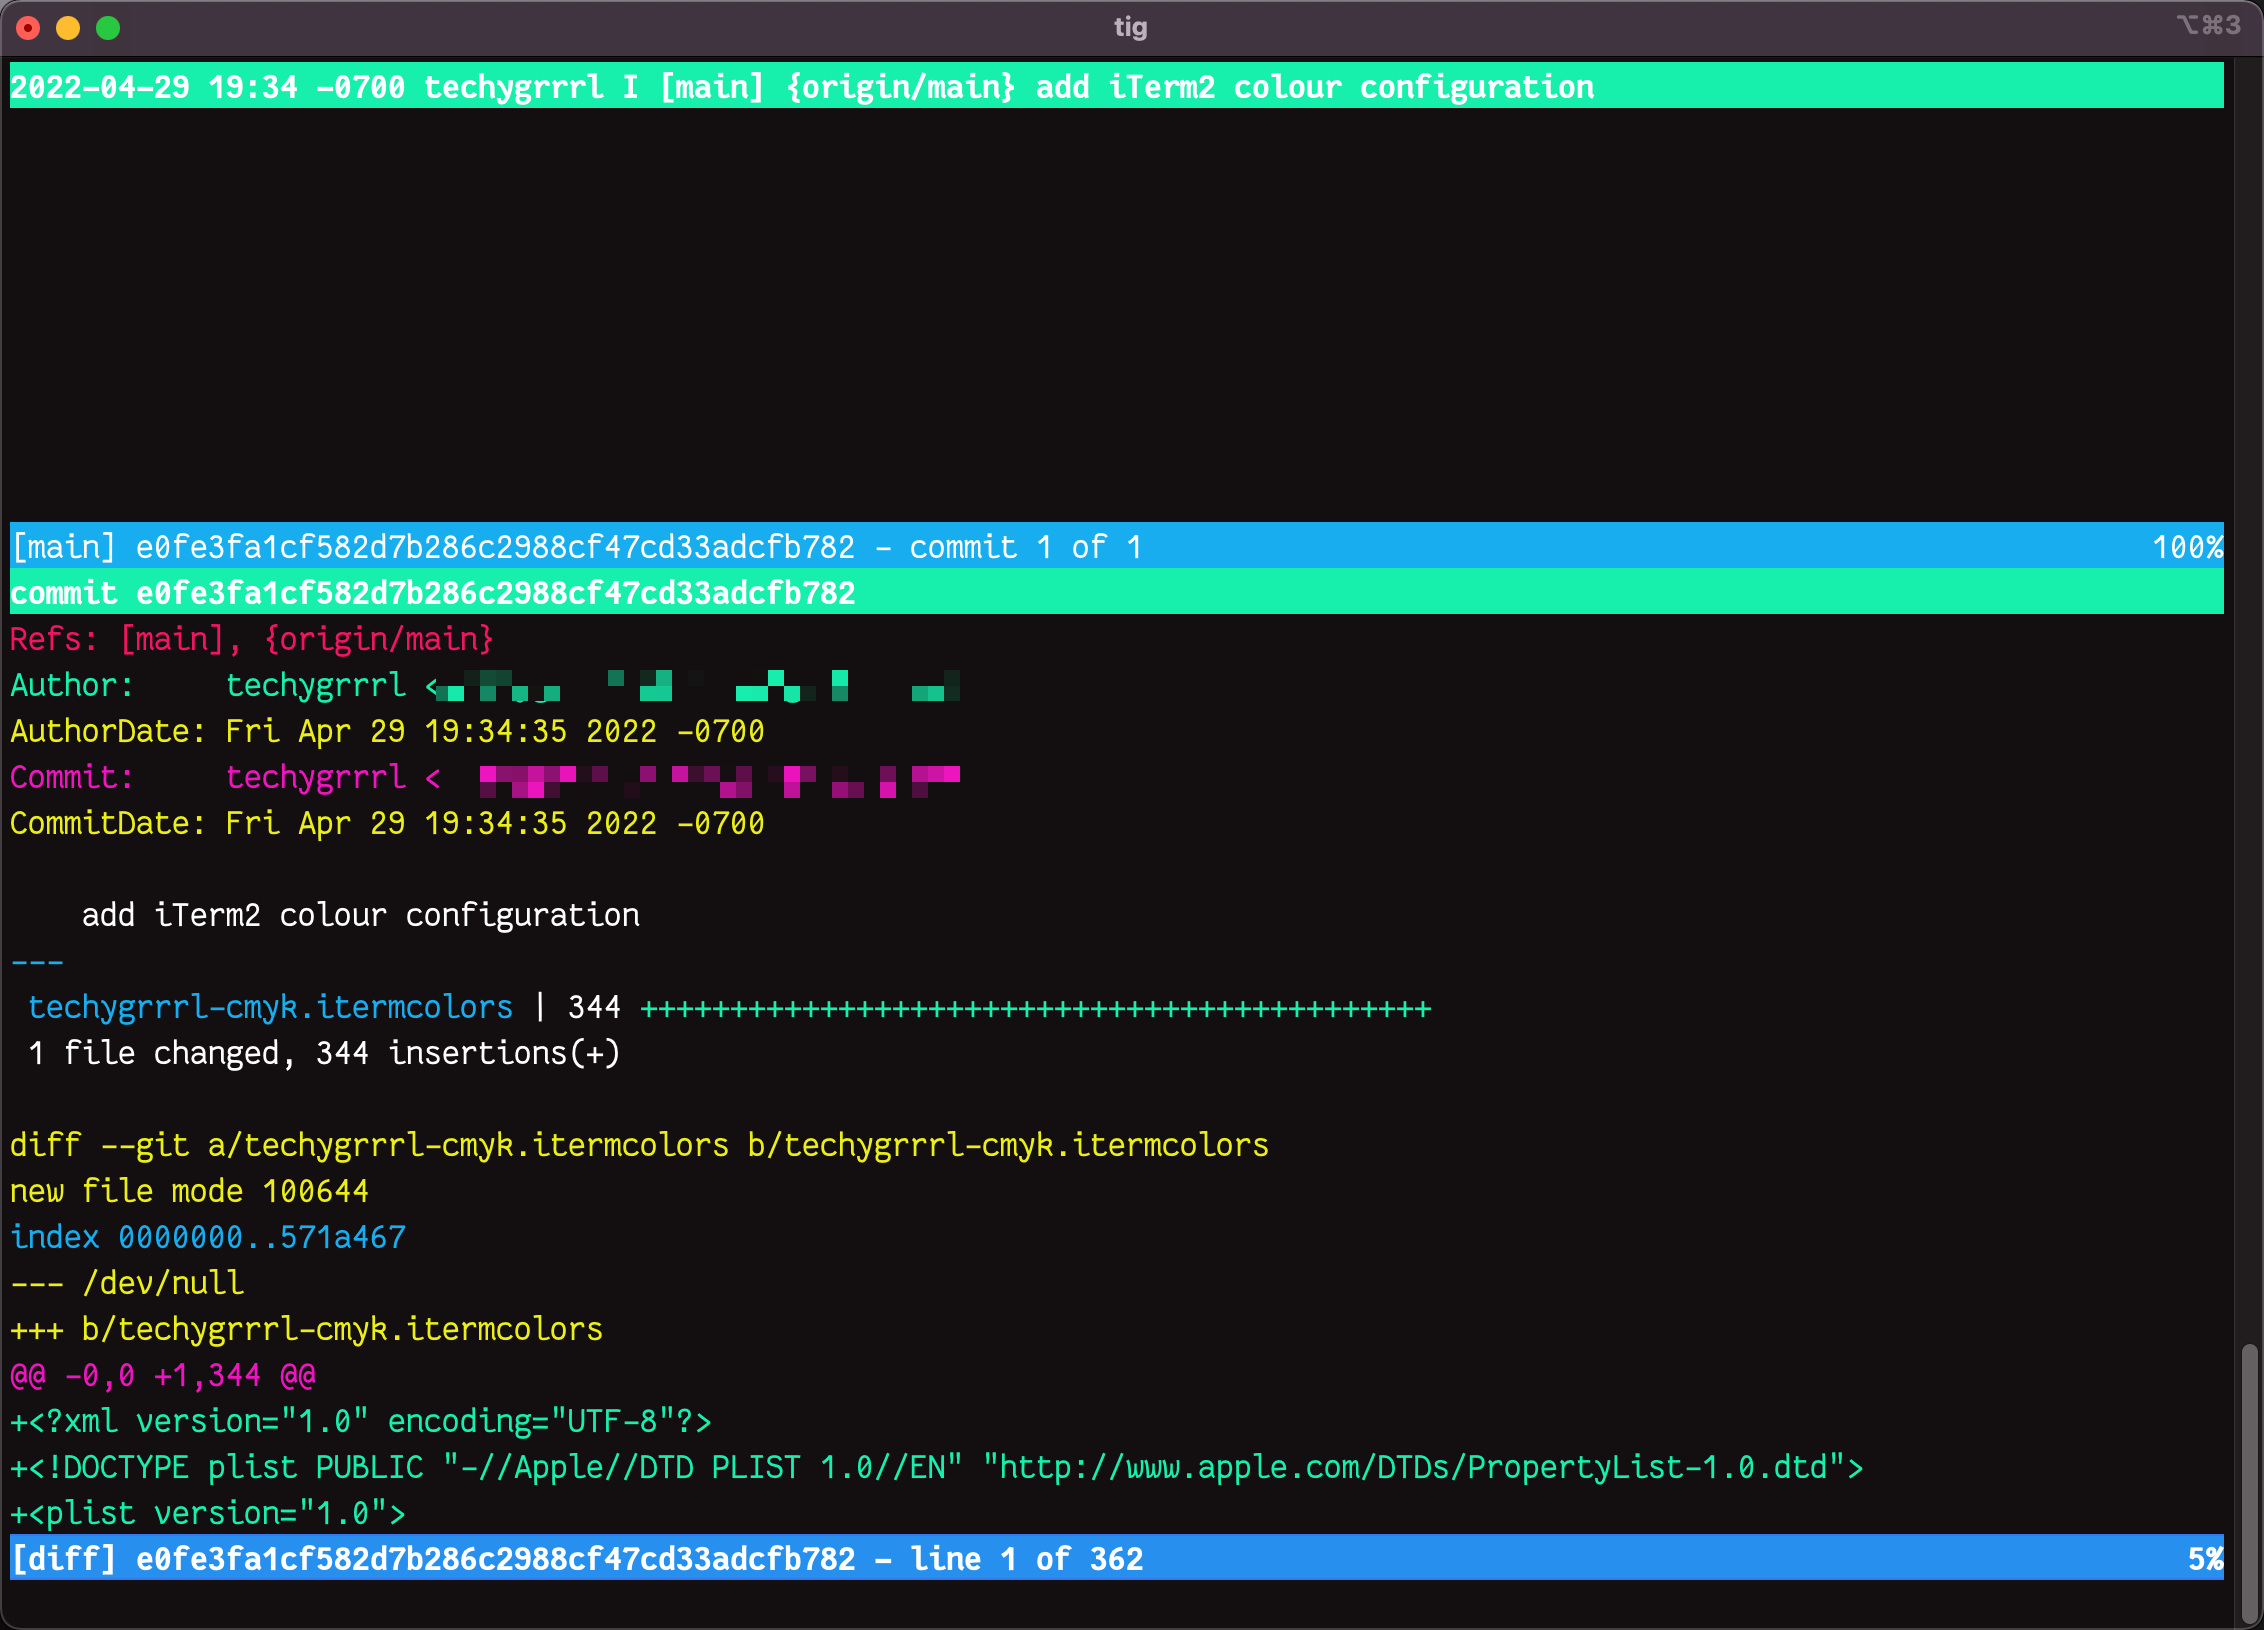 tig
⌥⌘3
2022-04-29 19:34 -0700 techygrrrl I [main] {origin/main} add iTerm2 colour configuration
[main] e0fe3fa1cf582d7b286c2988cf47cd33adcfb782 - commit 1 of 1 100%
commit e0fe3fa1cf582d7b286c2988cf47cd33adcfb782
Refs: [main], {origin/main}
Author:     techygrrrl <
AuthorDate: Fri Apr 29 19:34:35 2022 -0700
Commit:     techygrrrl <
CommitDate: Fri Apr 29 19:34:35 2022 -0700
    add iTerm2 colour configuration
---
 techygrrrl-cmyk.itermcolors | 344 ++++++++++++++++++++++++++++++++++++++++++++
 1 file changed, 344 insertions(+)
diff --git a/techygrrrl-cmyk.itermcolors b/techygrrrl-cmyk.itermcolors
new file mode 100644
index 0000000..571a467
--- /dev/null
+++ b/techygrrrl-cmyk.itermcolors
@@ -0,0 +1,344 @@
+<?xml version="1.0" encoding="UTF-8"?>
+<!DOCTYPE plist PUBLIC "-//Apple//DTD PLIST 1.0//EN" "http://www.apple.com/DTDs/PropertyList-1.0.dtd">
+<plist version="1.0">
[diff] e0fe3fa1cf582d7b286c2988cf47cd33adcfb782 - line 1 of 362 5%